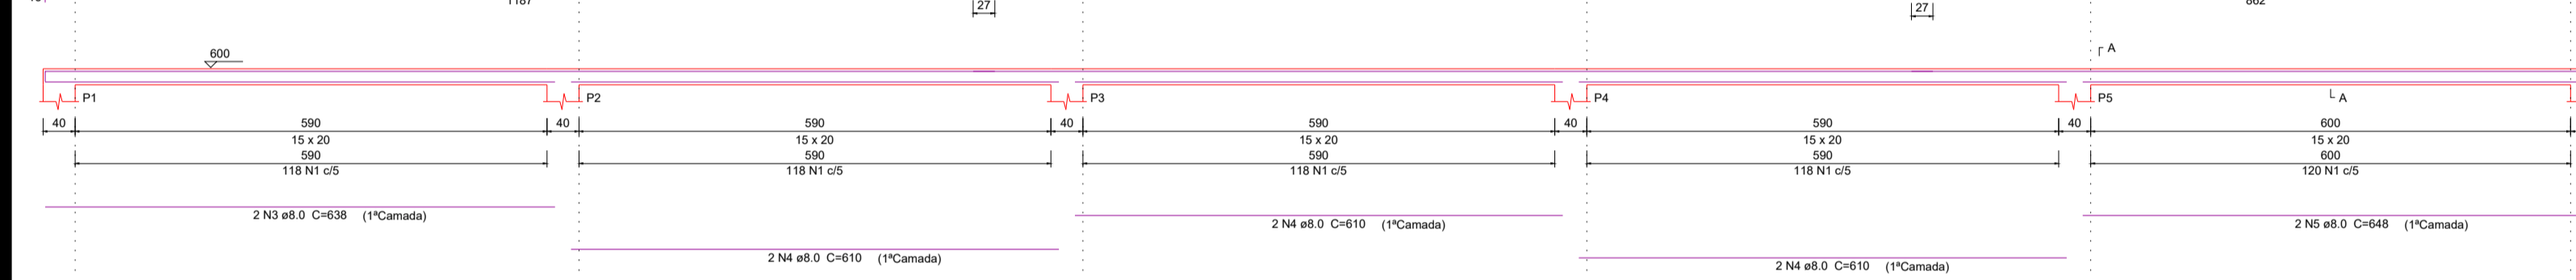 27
27
600
A
P1
P2
P3
P4
P5
A
40
590
40
590
40
590
40
590
40
600
15 x 20
15 x 20
15 x 20
15 x 20
15 x 20
590
590
590
590
600
118 N1 c/5
118 N1 c/5
118 N1 c/5
118 N1 c/5
120 N1 c/5
2 N3 ø8.0 C=638 (1ªCamada)
2 N4 ø8.0 C=610 (1ªCamada)
2 N5 ø8.0 C=648 (1ªCamada)
2 N4 ø8.0 C=610 (1ªCamada)
2 N4 ø8.0 C=610 (1ªCamada)